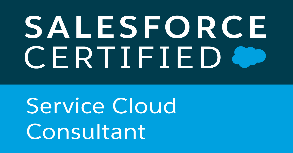 SALESFORCE
CERTIFIED
Service Cloud
Consultant